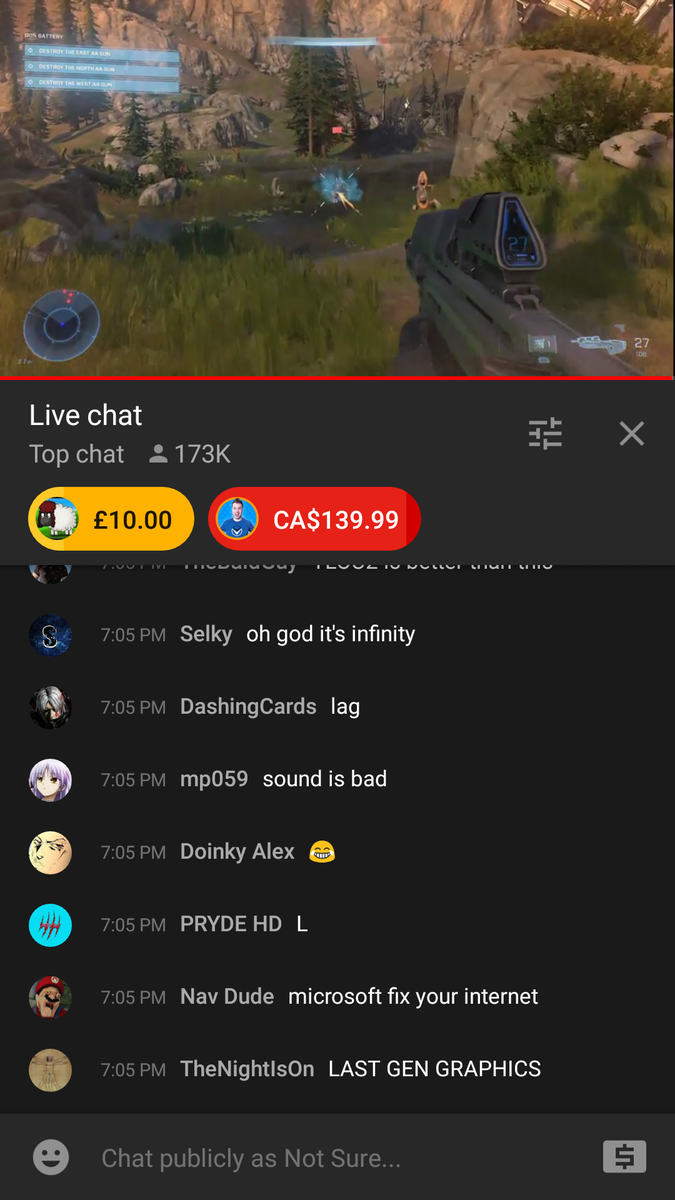 DESTROY THE EAST AA GUN
DESTROY THE NORTH AA GUN
DESTROY THE WEST AA GUN
27
27
Live chat
Top chat 173K
£10.00 CA$139.99
7:05 PM TheBaldGuy TLOU2 is better than this
S 7:05 PM Selky oh god it's infinity
7:05 PM DashingCards lag
7:05 PM mp059 sound is bad
7:05 PM Doinky Alex 😂
7:05 PM PRYDE HD L
7:05 PM Nav Dude microsoft fix your internet
7:05 PM TheNightIsOn LAST GEN GRAPHICS
Chat publicly as Not Sure...